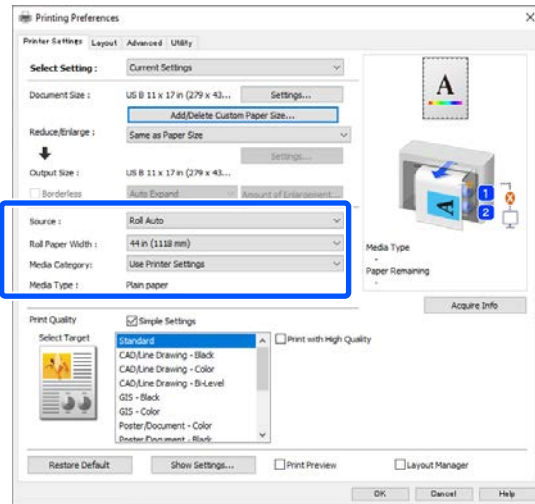 Printing Preferences
Printer Settings Layout Advanced Utility
Select Setting : Current Settings
Document Size : US B 11 x 17 in (279 x 43... Settings...
Add/Delete Custom Paper Size...
Reduce/Enlarge : Same as Paper Size
Settings...
Output Size : US B 11 x 17 in (279 x 43...
Borderless Auto Expand Amount of Enlargement...
Source : Roll Auto
Roll Paper Width : 44 in (1118 mm)
Media Category: Use Printer Settings
Media Type : Plain paper
A
1
2
A
Media Type
-
Paper Remaining
-
Acquire Info
Print Quality Simple Settings
Select Target
Standard
CAD/Line Drawing - Black
CAD/Line Drawing - Color
CAD/Line Drawing - Bi-Level
GIS - Black
GIS - Color
Poster/Document - Color
Poster/Document - Black
Print with High Quality
Restore Default Show Settings... Print Preview Layout Manager
OK Cancel Help